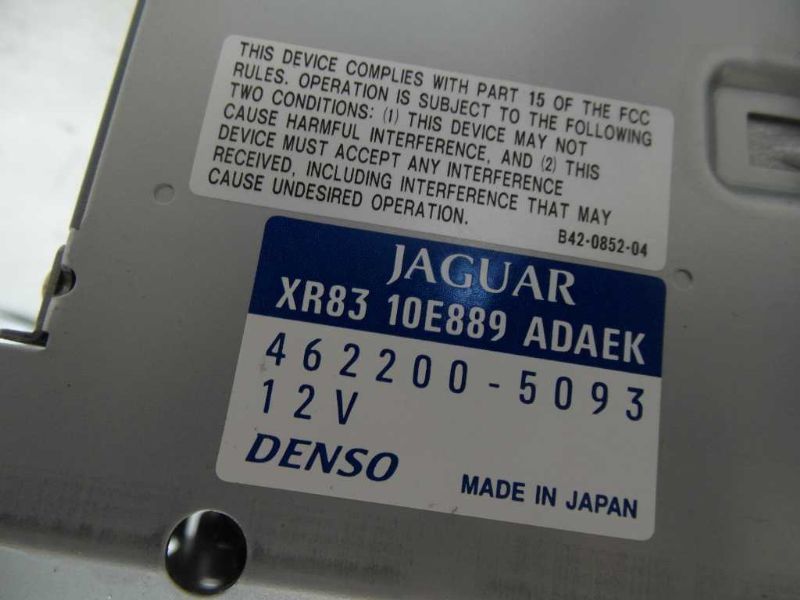 THIS DEVICE COMPLIES WITH PART 15 OF THE FCC
RULES. OPERATION IS SUBJECT TO THE FOLLOWING
TWO CONDITIONS: (1) THIS DEVICE MAY NOT
CAUSE HARMFUL INTERFERENCE, AND (2) THIS
DEVICE MUST ACCEPT ANY INTERFERENCE
RECEIVED, INCLUDING INTERFERENCE THAT MAY
CAUSE UNDESIRED OPERATION.
B42-0852-04
JAGUAR
XR83 10E889 ADAEK
462200-5093
12V
DENSO
MADE IN JAPAN